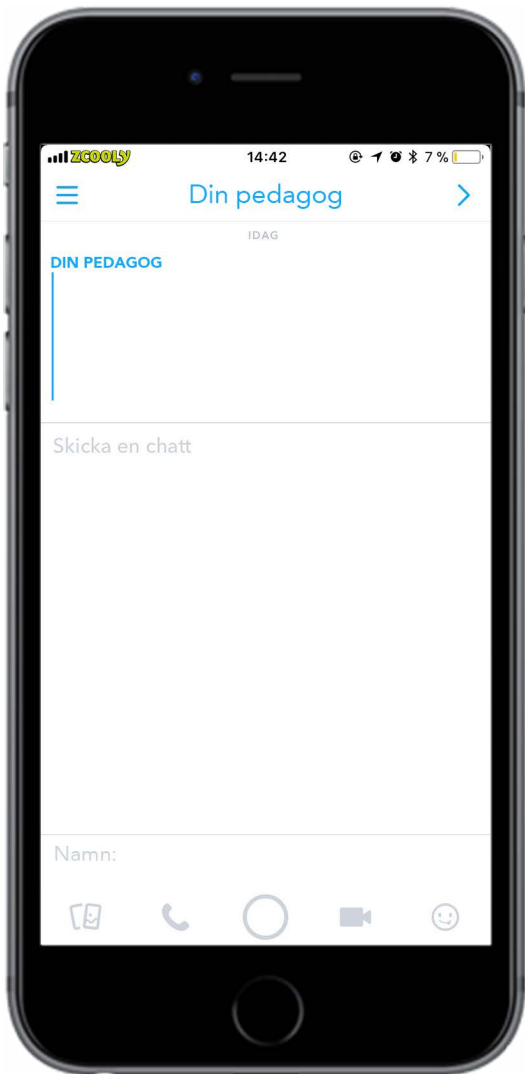 ZCOOLY 14:42 7 %
Din pedagog
IDAG
DIN PEDAGOG
Skicka en chatt
Namn: